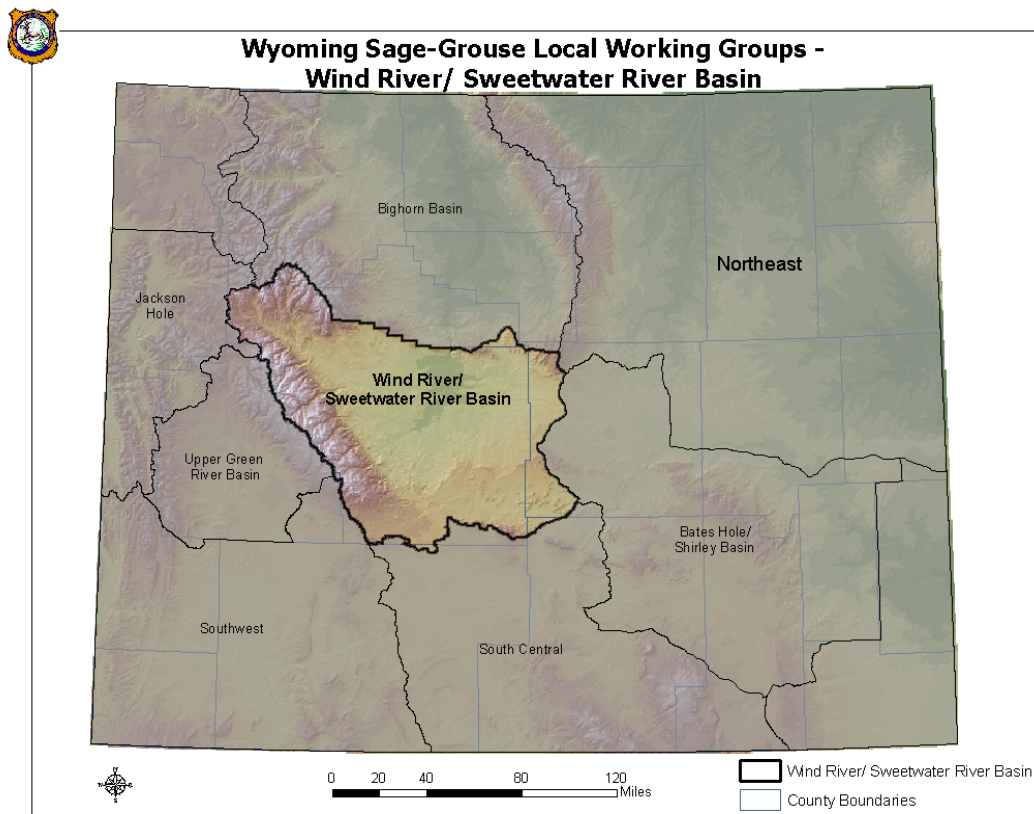 Wyoming Sage-Grouse Local Working Groups -
Wind River/ Sweetwater River Basin
Bighorn Basin
Northeast
Jackson
Hole
Wind River/
Sweetwater River Basin
Upper Green
River Basin
Bates Hole/
Shirley Basin
Southwest
South Central
0 20 40 80 120
Miles
Wind River/ Sweetwater River Basin
County Boundaries